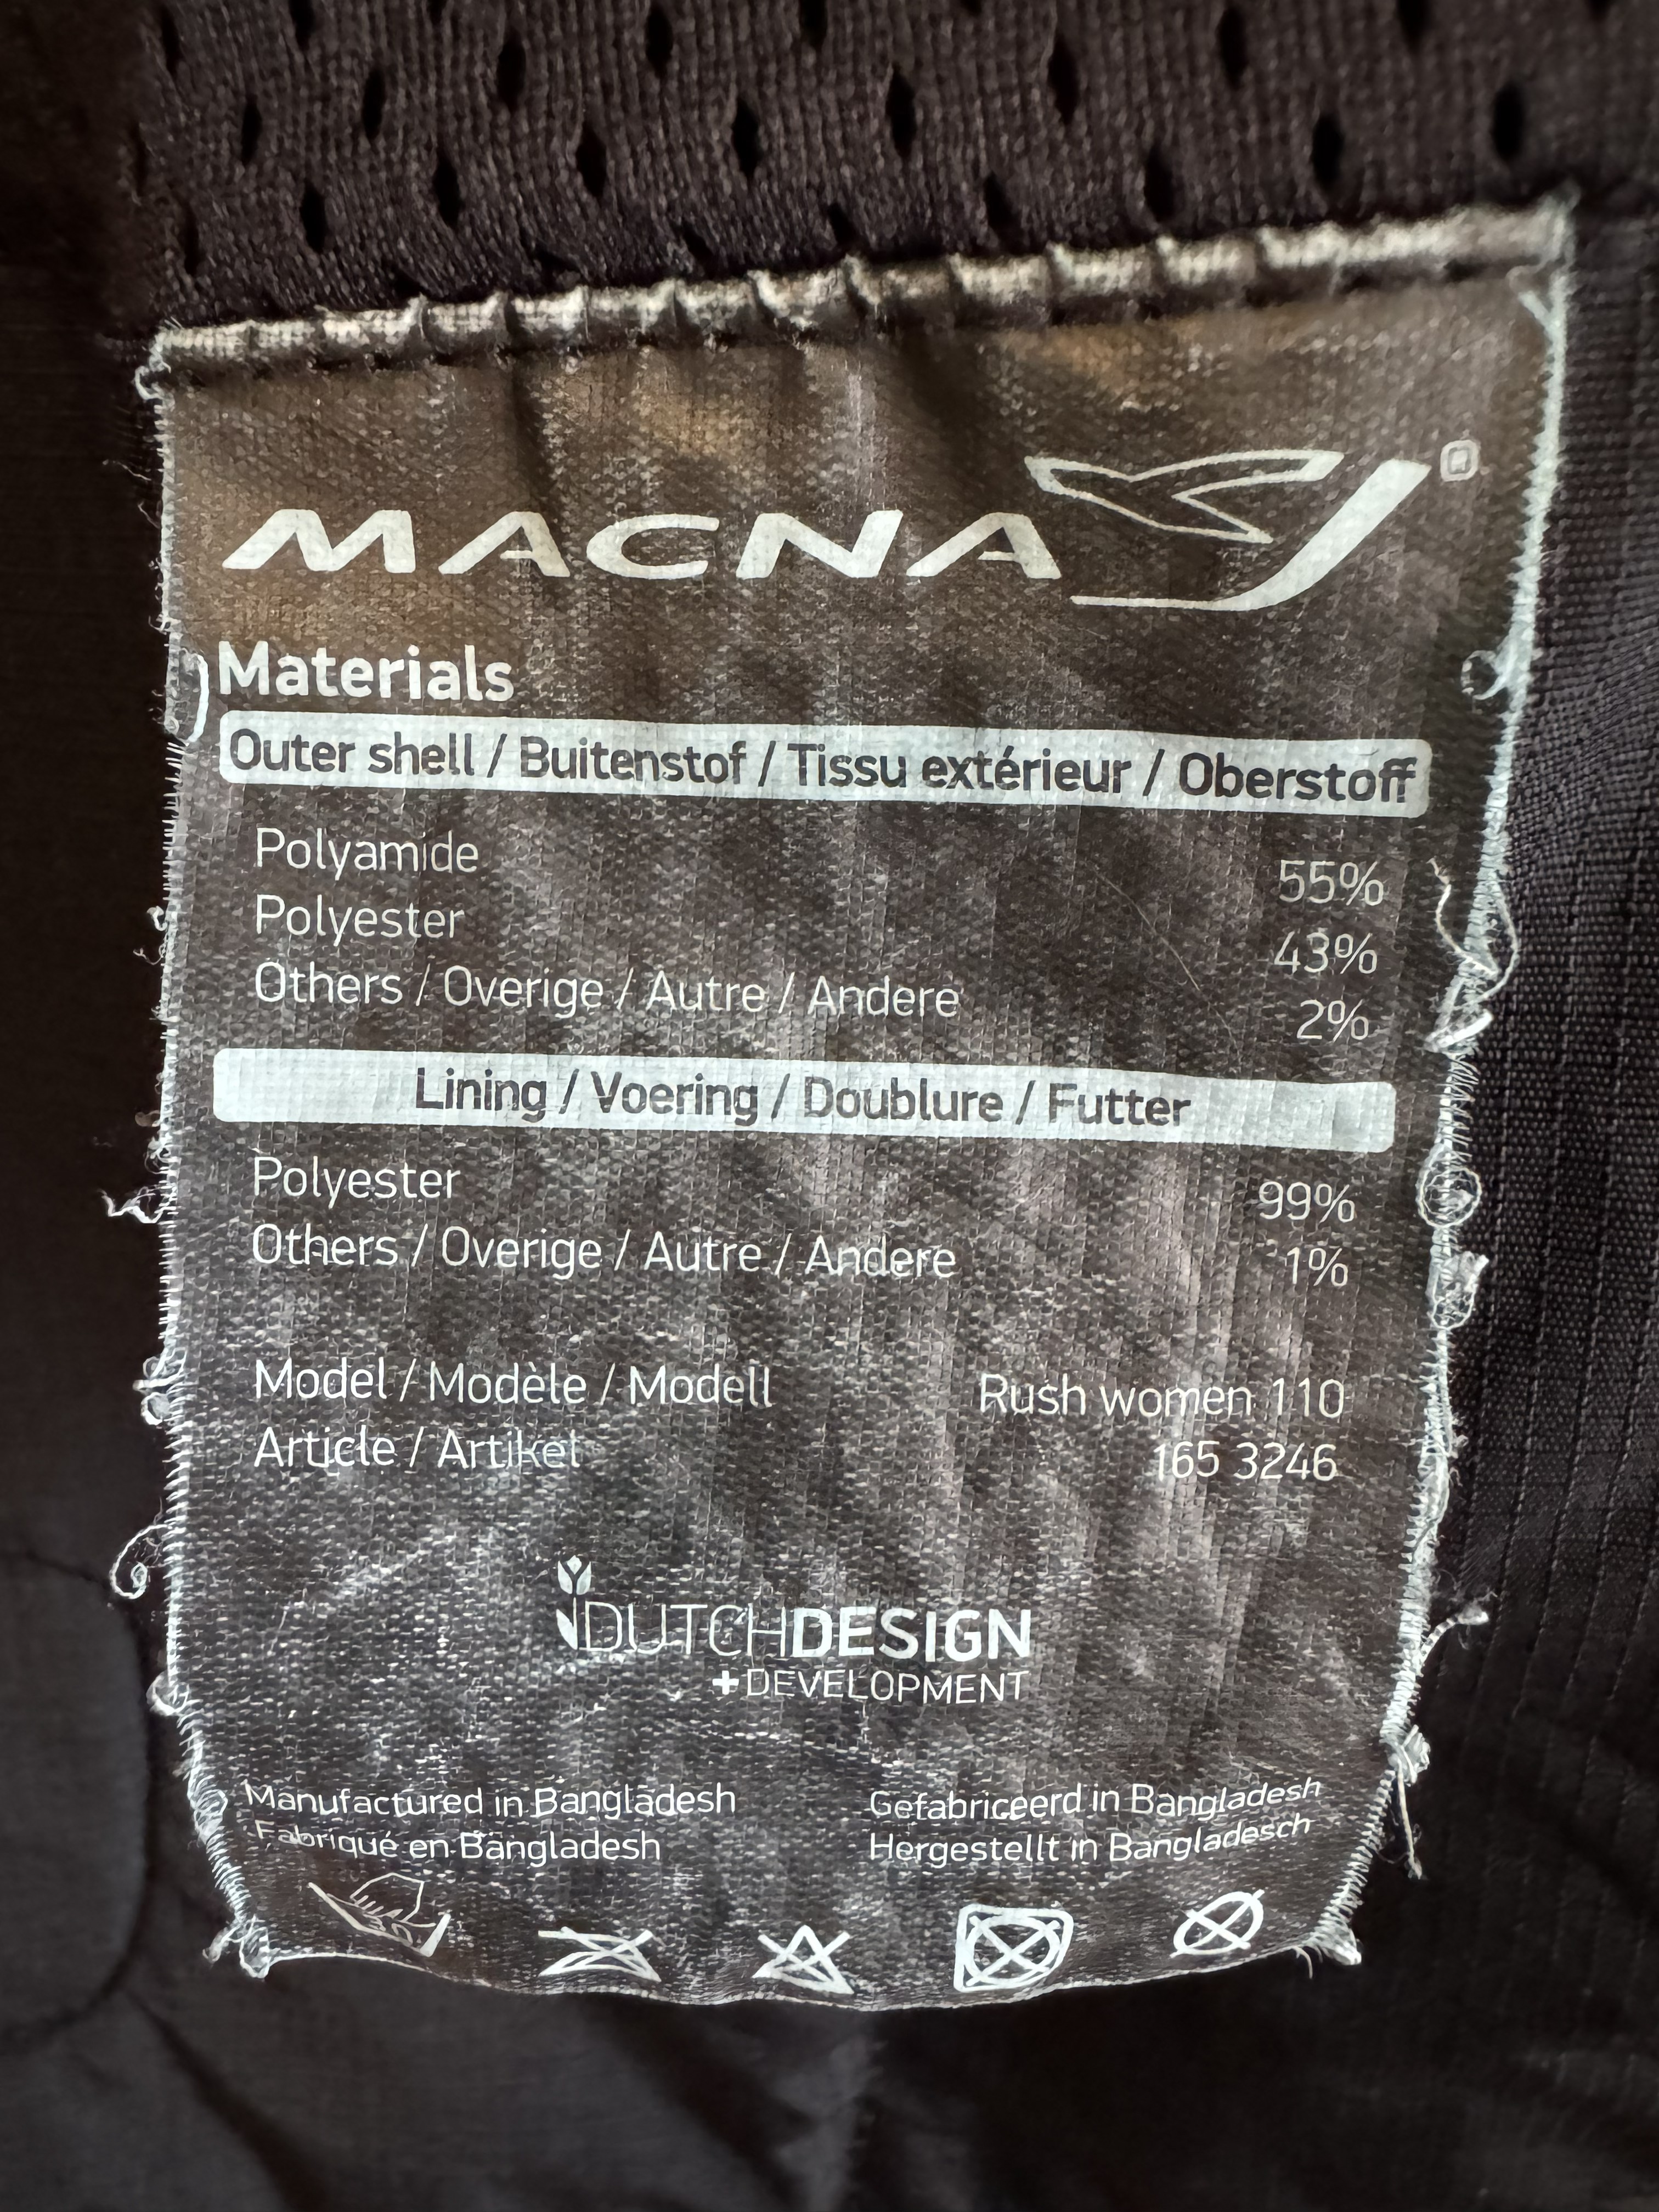 MACNA®
Materials
Outer shell / Buitenstof / Tissu extérieur / Oberstoff
Polyamide 55%
Polyester 43%
Others / Overige / Autre / Andere 2%
Lining / Voering / Doublure / Futter
Polyester 99%
Others / Overige / Autre / Andere 1%
Model / Modèle / Modell Rush women 110
Article / Artikel 165 3246
DUTCHDESIGN
+DEVELOPMENT
Manufactured in Bangladesh Gefabriceerd in Bangladesh
Fabriqué en Bangladesh Hergestellt in Bangladesch
30